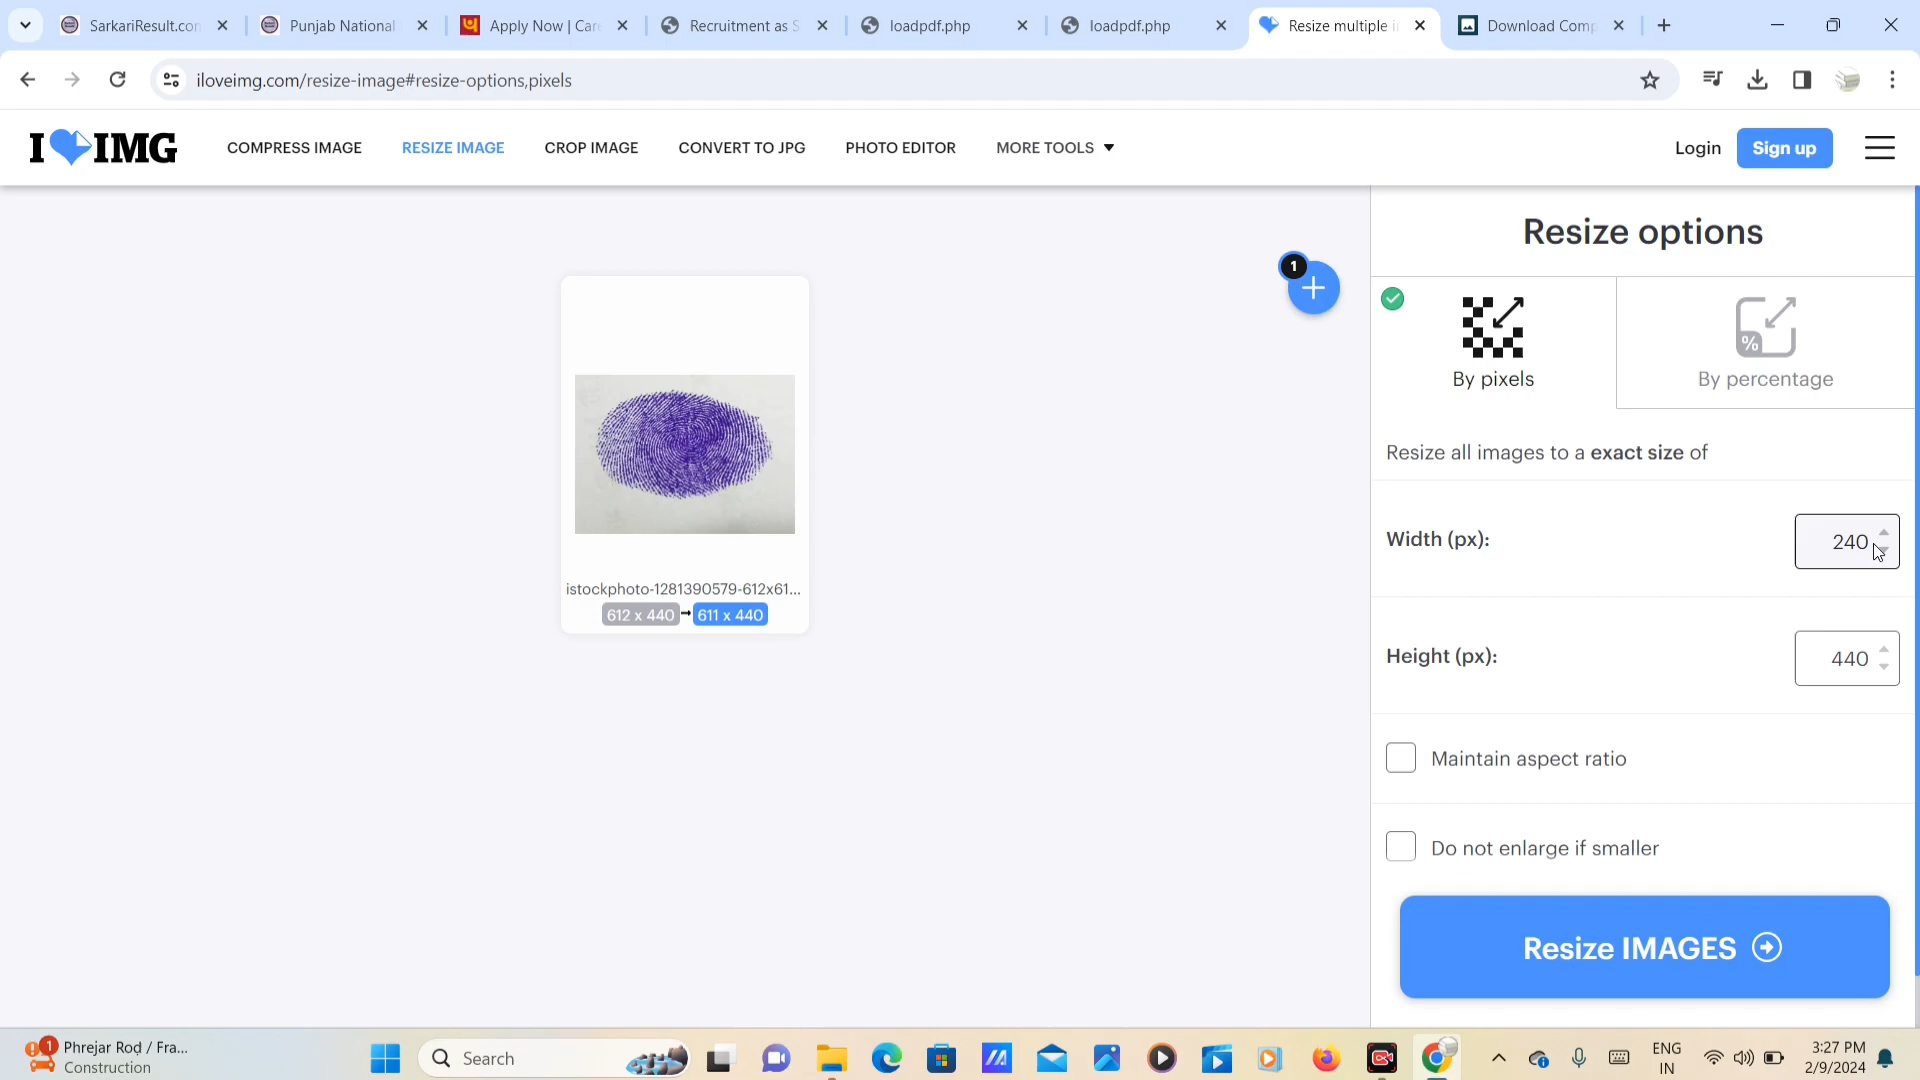 SarkariResult.con
Punjab National
Apply Now | Care
Recruitment as S
loadpdf.php
loadpdf.php
Resize multiple i
Download Comp
iloveimg.com/resize-image#resize-options,pixels
I IMG
COMPRESS IMAGE
RESIZE IMAGE
CROP IMAGE
CONVERT TO JPG
PHOTO EDITOR
MORE TOOLS
Login
Sign up
Resize options
1
%
By pixels
By percentage
Resize all images to a exact size of
Width (px):
240
istockphoto-1281390579-612x61...
612 x 440
611 x 440
Height (px):
440
Maintain aspect ratio
Do not enlarge if smaller
Resize IMAGES
1
Phrejar Rod / Fra...
Construction
Search
ENG
IN
3:27 PM
2/9/2024